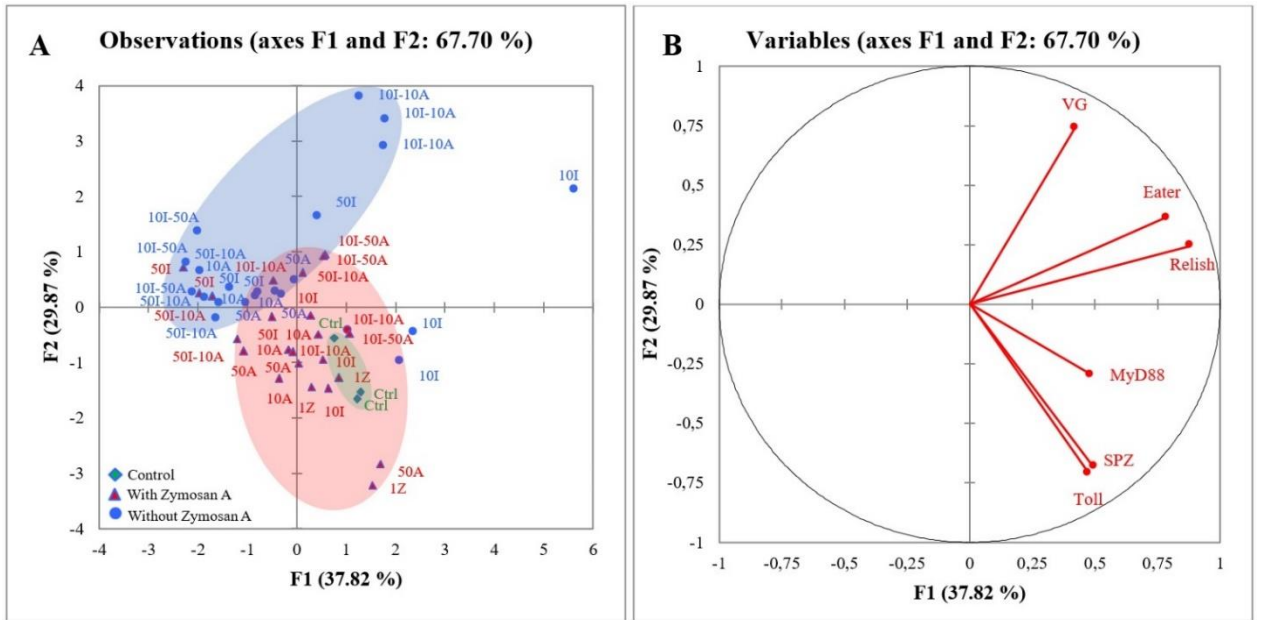 A Observations (axes F1 and F2: 67.70 %)
4
10I-10A
10I-10A
3
10I-10A
10I
2
50I
10I-50A
1
10I-50A
10I-50A
10I-50A
50I-10A
50A
50I-10A
50I
10A
10I-10A
50I
50I
50I
10I-50A
50I-10A
10A
10A
10I
0
50I-10A
50A
10I-10A
10I
50I-10A
Ctrl
50I
10A
10I-50A
50I-10A
10A
10I-10A
10I
-1
50A
50A
10I
1Z
10A
1Z
10I
Ctrl
Ctrl
-2
-3
50A
1Z
-4
F2 (29.87 %)
Control
With Zymosan A
Without Zymosan A
-4 -3 -2 -1 0 1 2 3 4 5 6
F1 (37.82 %)
B Variables (axes F1 and F2: 67.70 %)
1
0,75
0,5
0,25
0
-0,25
-0,5
-0,75
-1
F2 (29.87 %)
VG
Eater
Relish
MyD88
SPZ
Toll
-1 -0,75 -0,5 -0,25 0 0,25 0,5 0,75 1
F1 (37.82 %)